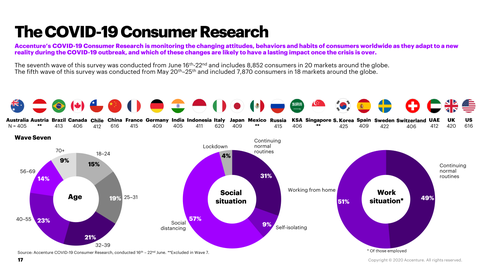 The COVID-19 Consumer Research
Accenture's COVID-19 Consumer Research is monitoring the changing attitudes, behaviors and habits of consumers worldwide as they adapt to a new
reality during the COVID-19 outbreak, and which of these changes are likely to have a lasting impact once the crisis is over.
The seventh wave of this survey was conducted from June 16th-22nd and includes 8,852 consumers in 20 markets around the globe.
The fifth wave of this survey was conducted from May 20th–25th and included 7,870 consumers in 18 markets around the globe.
Australia Austria Brazil Canada Chile China France Germany India Indonesia Italy Japan Mexico Russia KSA Singapore S. Korea Spain Sweden Switzerland UAE UK US
N = 405 ** 413 406 412 616 415 409 405 411 620 409 ** 415 406 ** 425 409 422 406 412 420 616
Wave Seven
Age
18–24
15%
25–31
19%
32–39
21%
40–55
23%
56–69
14%
70+
9%
Social
situation
Lockdown
4%
Continuing
normal
routines
31%
Self-isolating
9%
Social
distancing
57%
Work
situation*
Working from home
51%
Continuing
normal
routines
49%
* Of those employed
Source: Accenture COVID-19 Consumer Research, conducted 16th – 22nd June. **Excluded in Wave 7.
17
Copyright © 2020 Accenture. All rights reserved.